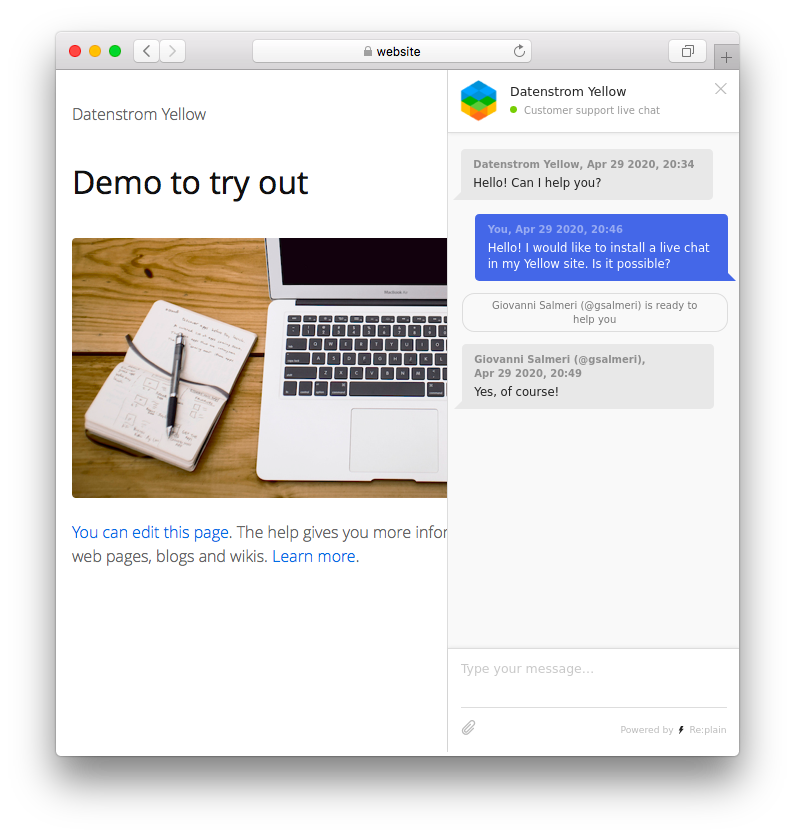 website
Datenstrom Yellow
Demo to try out
You can edit this page. The help gives you more infor
web pages, blogs and wikis. Learn more.
Datenstrom Yellow
Customer support live chat
Datenstrom Yellow, Apr 29 2020, 20:34
Hello! Can I help you?
You, Apr 29 2020, 20:46
Hello! I would like to install a live chat
in my Yellow site. Is it possible?
Giovanni Salmeri (@gsalmeri) is ready to
help you
Giovanni Salmeri (@gsalmeri),
Apr 29 2020, 20:49
Yes, of course!
Type your message...
Powered by Re:plain